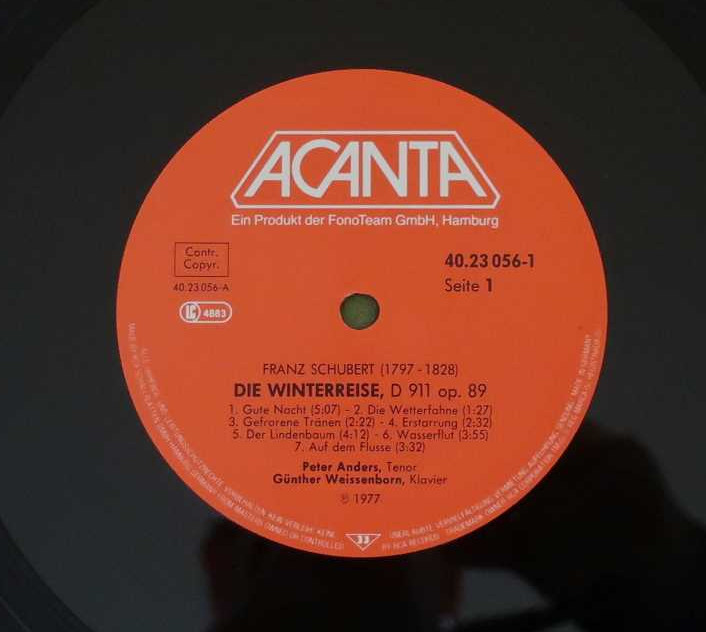 ACANTA
Ein Produkt der FonoTeam GmbH, Hamburg
Contr.
Copyr.
40.23 056-A
LC 4883
40.23 056-1
Seite 1
FRANZ SCHUBERT (1797 - 1828)
DIE WINTERREISE, D 911 op. 89
1. Gute Nacht (5:07) - 2. Die Wetterfahne (1:27)
3. Gefrorene Tränen (2:22) - 4. Erstarrung (2:32)
5. Der Lindenbaum (4:12) - 6. Wasserflut (3:55)
7. Auf dem Flusse (3:32)
Peter Anders, Tenor
Günther Weissenborn, Klavier
℗ 1977
33